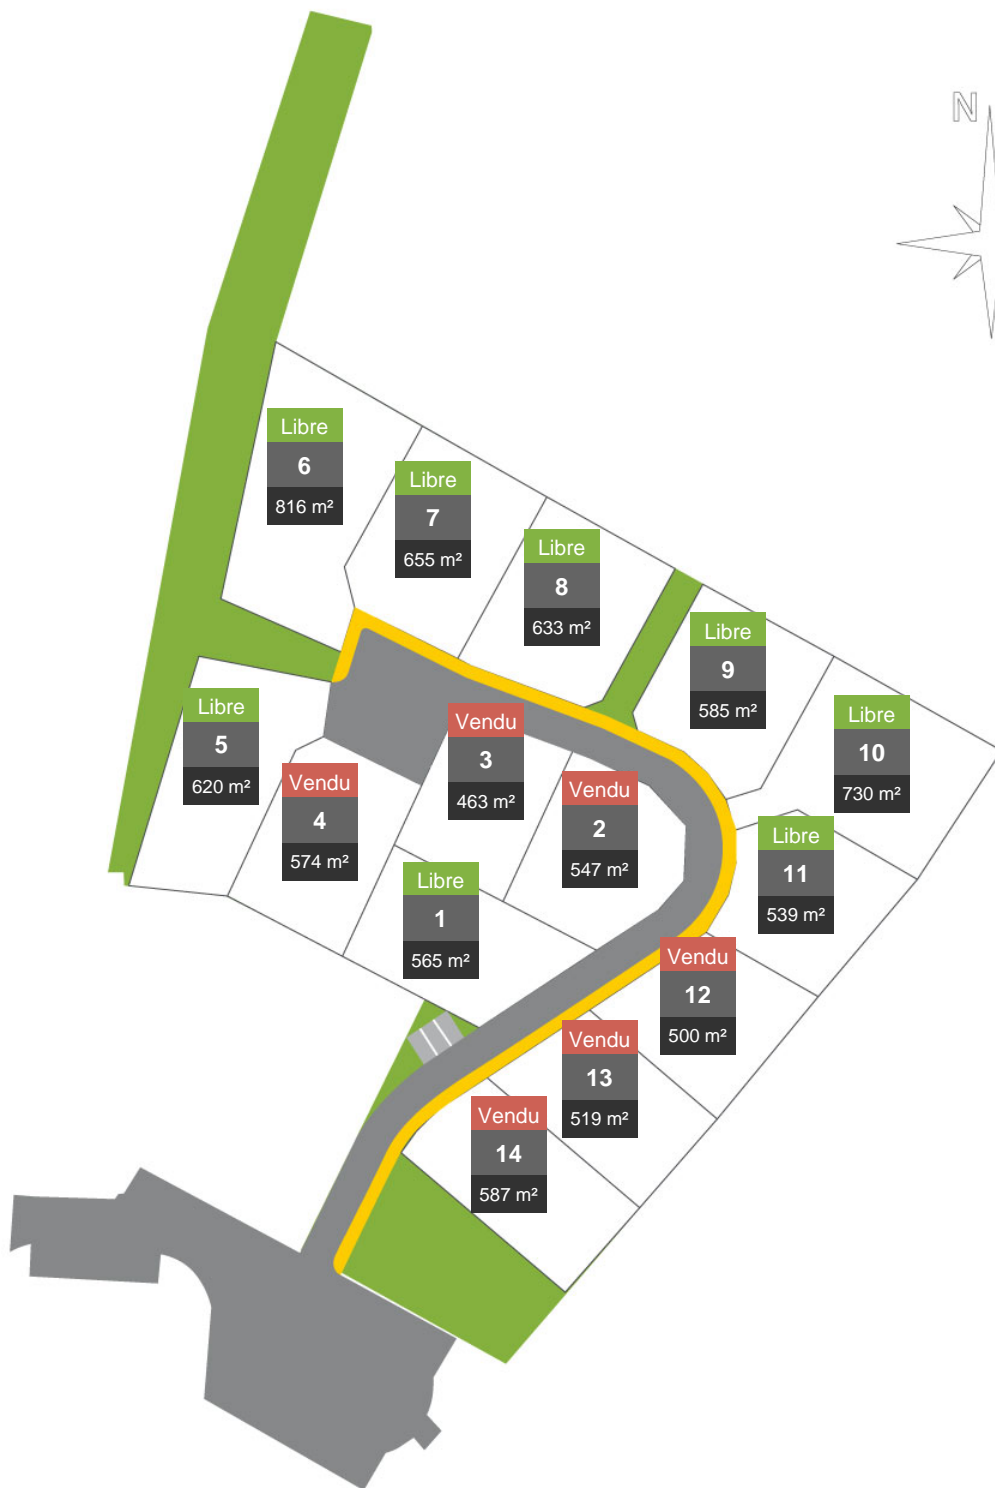 N
Libre
6
816 m²
Libre
7
655 m²
Libre
8
633 m²
Libre
9
585 m²
Libre
10
730 m²
Libre
5
620 m²
Vendu
3
463 m²
Vendu
4
574 m²
Vendu
2
547 m²
Libre
11
539 m²
Libre
1
565 m²
Vendu
12
500 m²
Vendu
13
519 m²
Vendu
14
587 m²